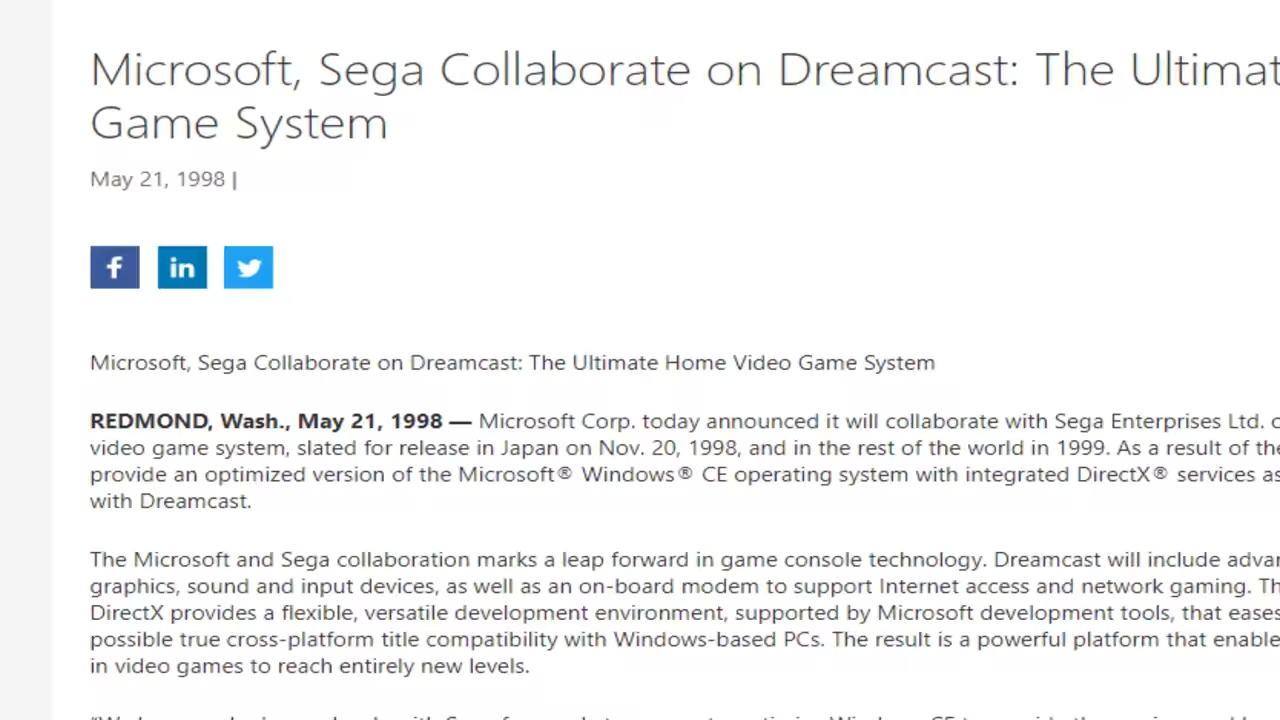 Microsoft, Sega Collaborate on Dreamcast: The Ultimat
Game System
May 21, 1998 |
f
in
Microsoft, Sega Collaborate on Dreamcast: The Ultimate Home Video Game System
REDMOND, Wash., May 21, 1998 — Microsoft Corp. today announced it will collaborate with Sega Enterprises Ltd.
video game system, slated for release in Japan on Nov. 20, 1998, and in the rest of the world in 1999. As a result of the
provide an optimized version of the Microsoft® Windows® CE operating system with integrated DirectX® services as
with Dreamcast.
The Microsoft and Sega collaboration marks a leap forward in game console technology. Dreamcast will include advan
graphics, sound and input devices, as well as an on-board modem to support Internet access and network gaming. Th
DirectX provides a flexible, versatile development environment, supported by Microsoft development tools, that eases
possible true cross-platform title compatibility with Windows-based PCs. The result is a powerful platform that enable
in video games to reach entirely new levels.